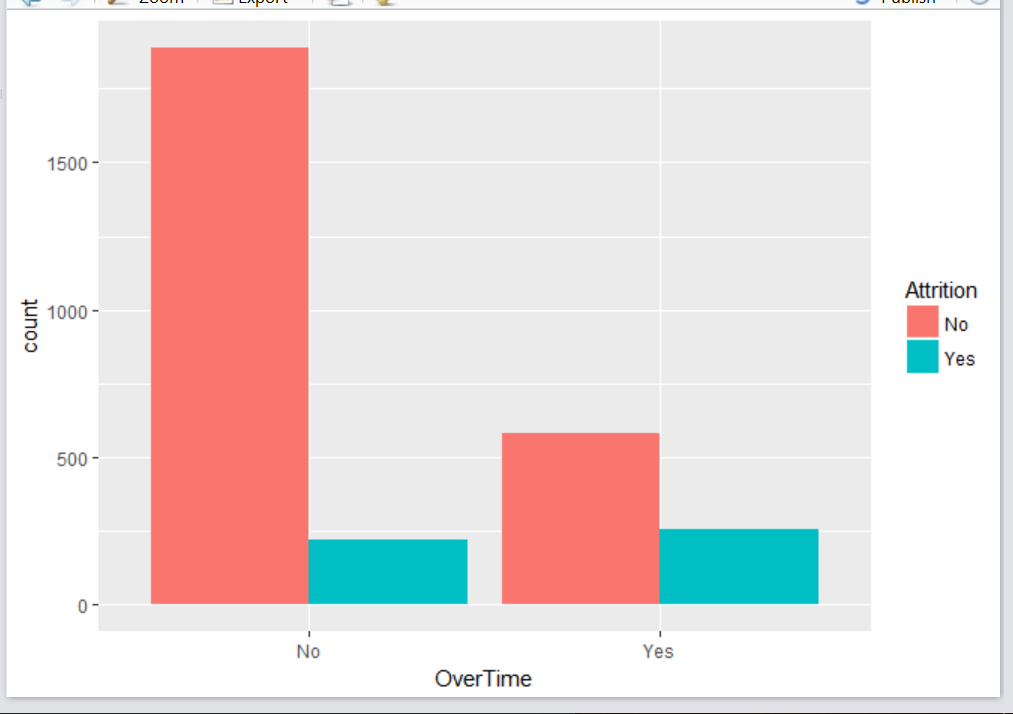 Zoom Export Publish
1500
1000
500
0
count
No Yes
OverTime
Attrition
No
Yes